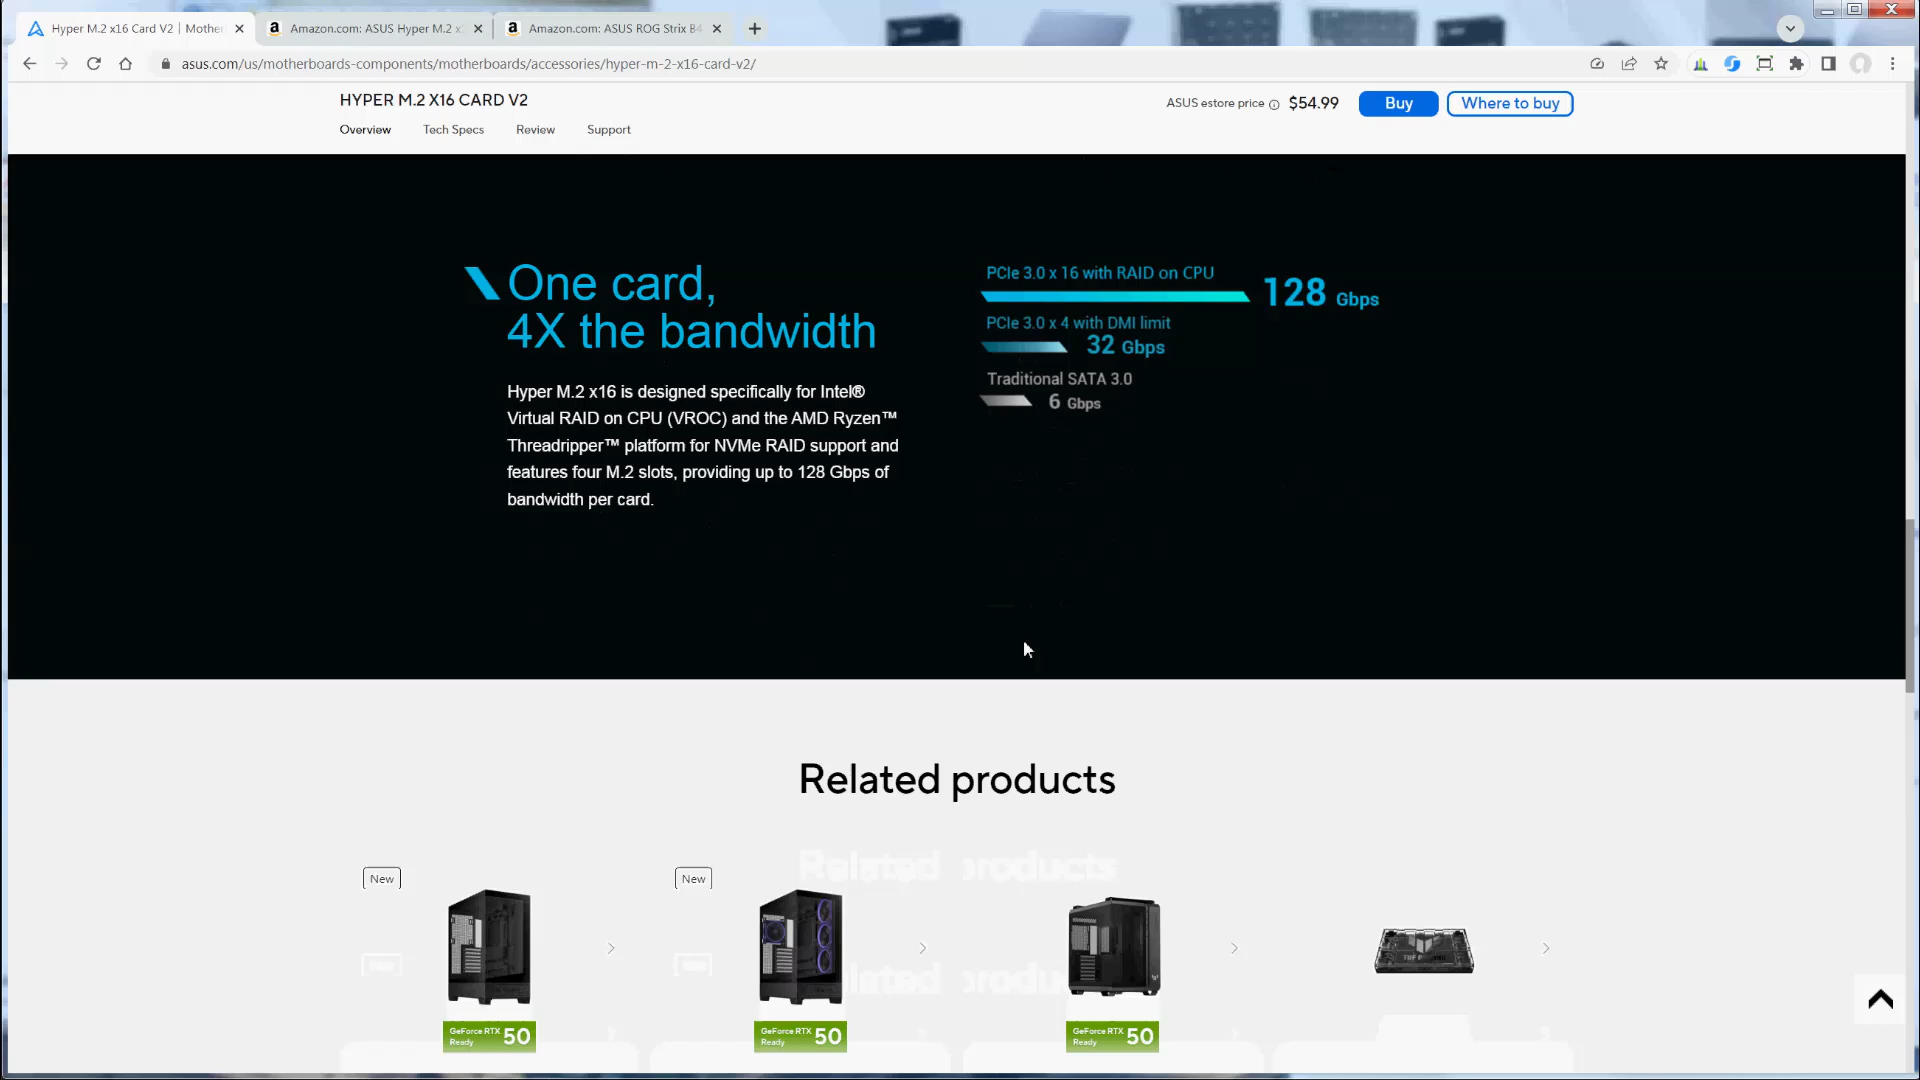 Hyper M.2 x16 Card V2 | Mother
Amazon.com: ASUS Hyper M.2 x
Amazon.com: ASUS ROG Strix B4
asus.com/us/motherboards-components/motherboards/accessories/hyper-m-2-x16-card-v2/
HYPER M.2 X16 CARD V2
ASUS estore price $54.99 Buy Where to buy
Overview Tech Specs Review Support
One card,
4X the bandwidth
Hyper M.2 x16 is designed specifically for Intel®
Virtual RAID on CPU (VROC) and the AMD Ryzen™
Threadripper™ platform for NVMe RAID support and
features four M.2 slots, providing up to 128 Gbps of
bandwidth per card.
PCIe 3.0 x 16 with RAID on CPU
128 Gbps
PCIe 3.0 x 4 with DMI limit
32 Gbps
Traditional SATA 3.0
6 Gbps
Related products
New
New
GeForce RTX 50
Ready
GeForce RTX 50
Ready
GeForce RTX 50
Ready